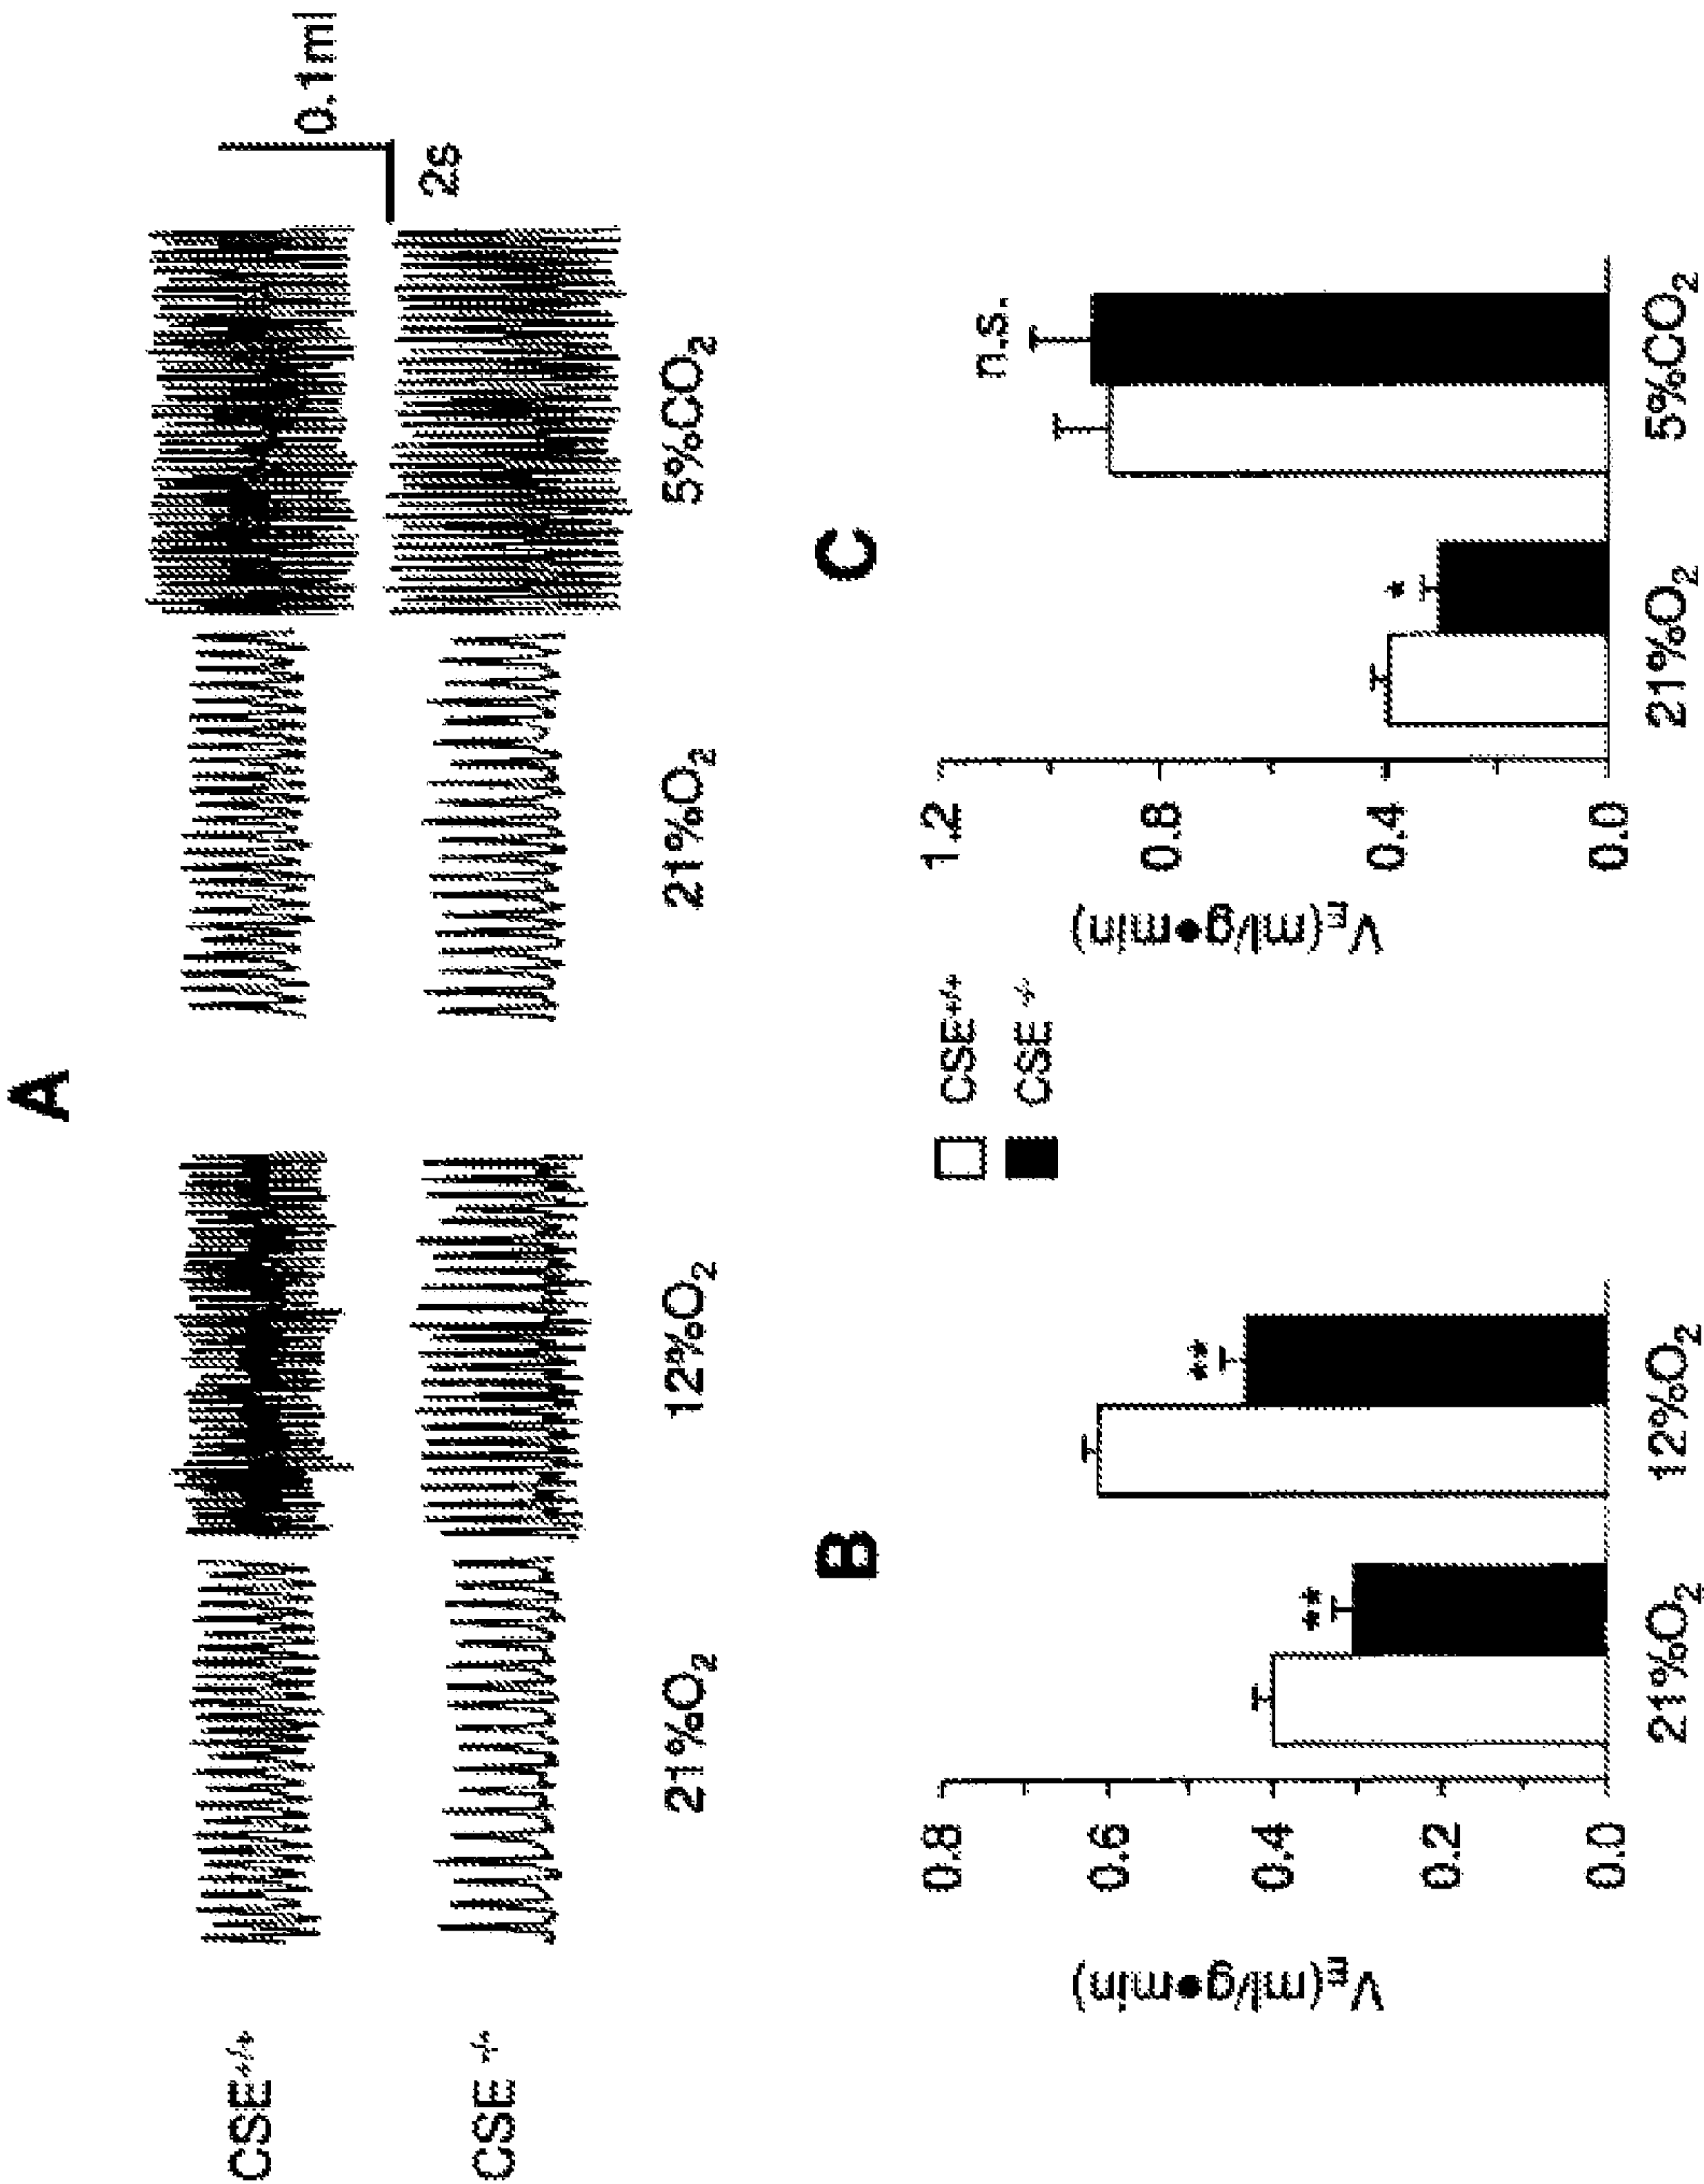 A
CSE+/+
CSE -/-
21%O₂
12%O₂
21%O₂
5%CO₂
0.1ml
2s
B
V_E(ml/g•min)
0.8
0.6
0.4
0.2
0.0
**
**
21%O₂
12%O₂
CSE+/+
CSE -/-
C
V_E(ml/g•min)
1.2
0.8
0.4
0.0
*
n.s.
21%O₂
5%CO₂